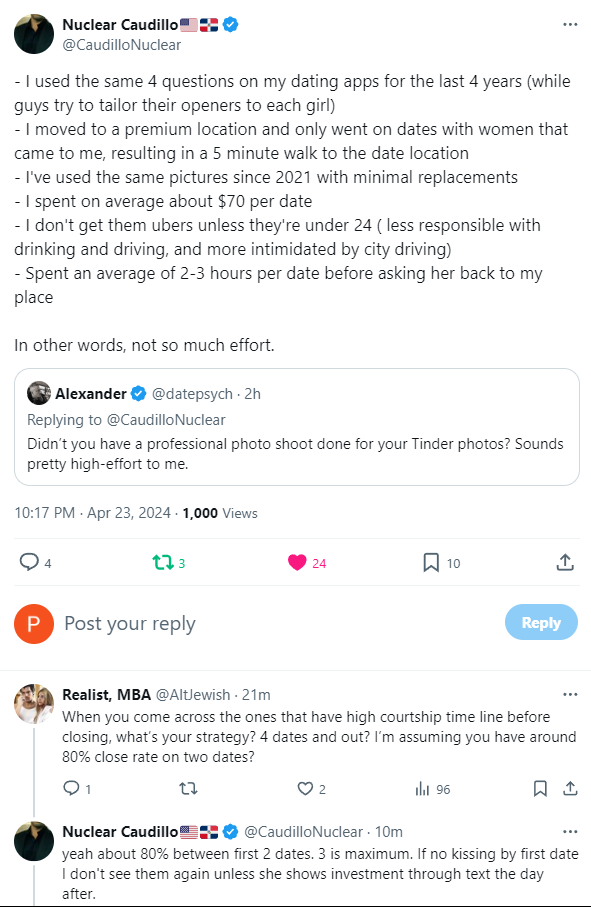 Nuclear Caudillo🇺🇸🇩🇴
@CaudilloNuclear
- I used the same 4 questions on my dating apps for the last 4 years (while
guys try to tailor their openers to each girl)
- I moved to a premium location and only went on dates with women that
came to me, resulting in a 5 minute walk to the date location
- I've used the same pictures since 2021 with minimal replacements
- I spent on average about $70 per date
- I don't get them ubers unless they're under 24 ( less responsible with
drinking and driving, and more intimidated by city driving)
- Spent an average of 2-3 hours per date before asking her back to my
place
In other words, not so much effort.
Alexander @datepsych · 2h
Replying to @CaudilloNuclear
Didn't you have a professional photo shoot done for your Tinder photos? Sounds
pretty high-effort to me.
10:17 PM · Apr 23, 2024 · 1,000 Views
4 3 24 10
P Post your reply Reply
Realist, MBA @AltJewish · 21m
When you come across the ones that have high courtship time line before
closing, what's your strategy? 4 dates and out? I'm assuming you have around
80% close rate on two dates?
1 2 96
Nuclear Caudillo🇺🇸🇩🇴 @CaudilloNuclear · 10m
yeah about 80% between first 2 dates. 3 is maximum. If no kissing by first date
I don't see them again unless she shows investment through text the day
after.